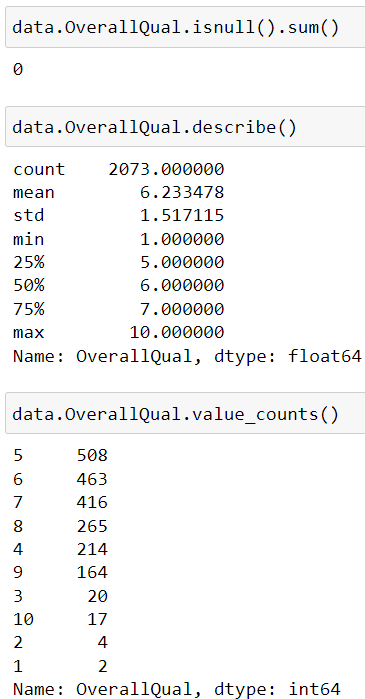 data.OverallQual.isnull().sum()
0
data.OverallQual.describe()
count    2073.000000
mean        6.233478
std         1.517115
min         1.000000
25%         5.000000
50%         6.000000
75%         7.000000
max        10.000000
Name: OverallQual, dtype: float64
data.OverallQual.value_counts()
5     508
6     463
7     416
8     265
4     214
9     164
3      20
10     17
2       4
1       2
Name: OverallQual, dtype: int64